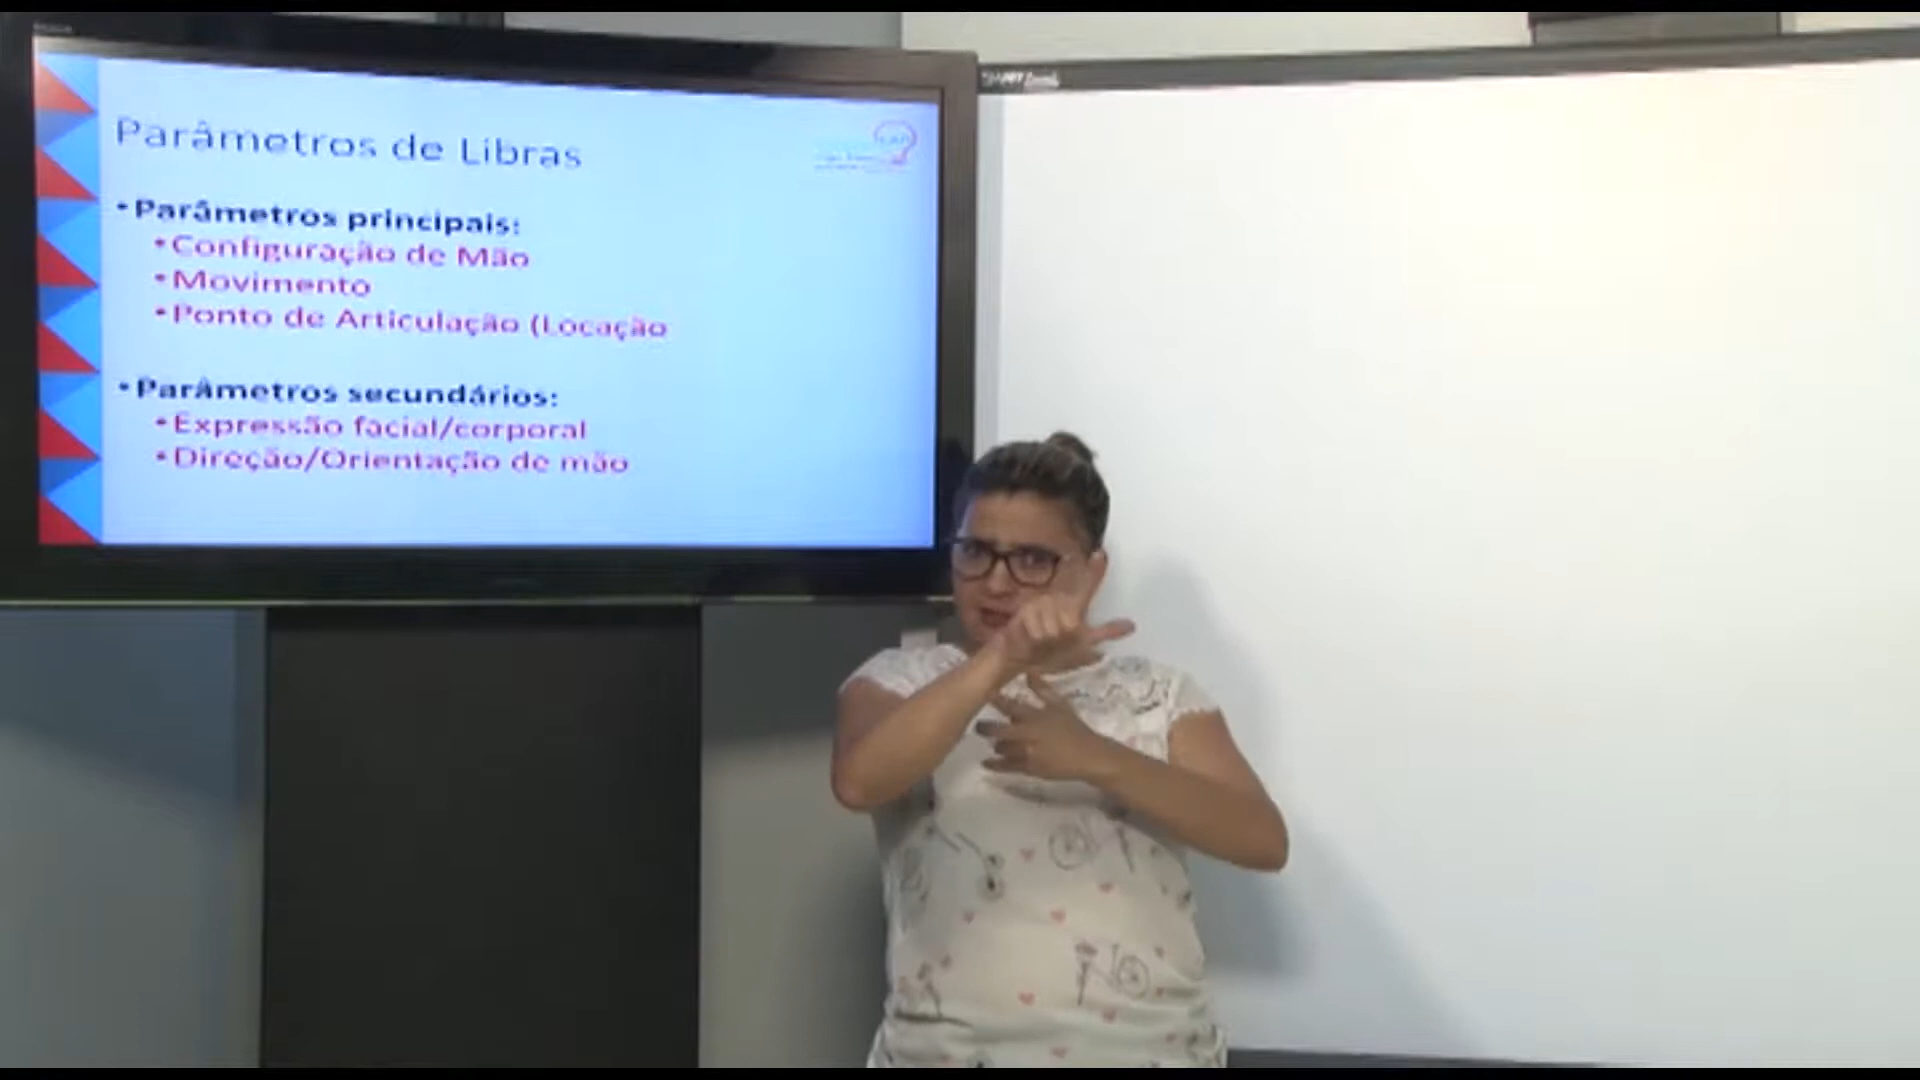 Parâmetros de Libras
•Parâmetros principais:
•Configuração de Mão
•Movimento
•Ponto de Articulação (Locação
•Parâmetros secundários:
•Expressão facial/corporal
•Direção/Orientação de mão